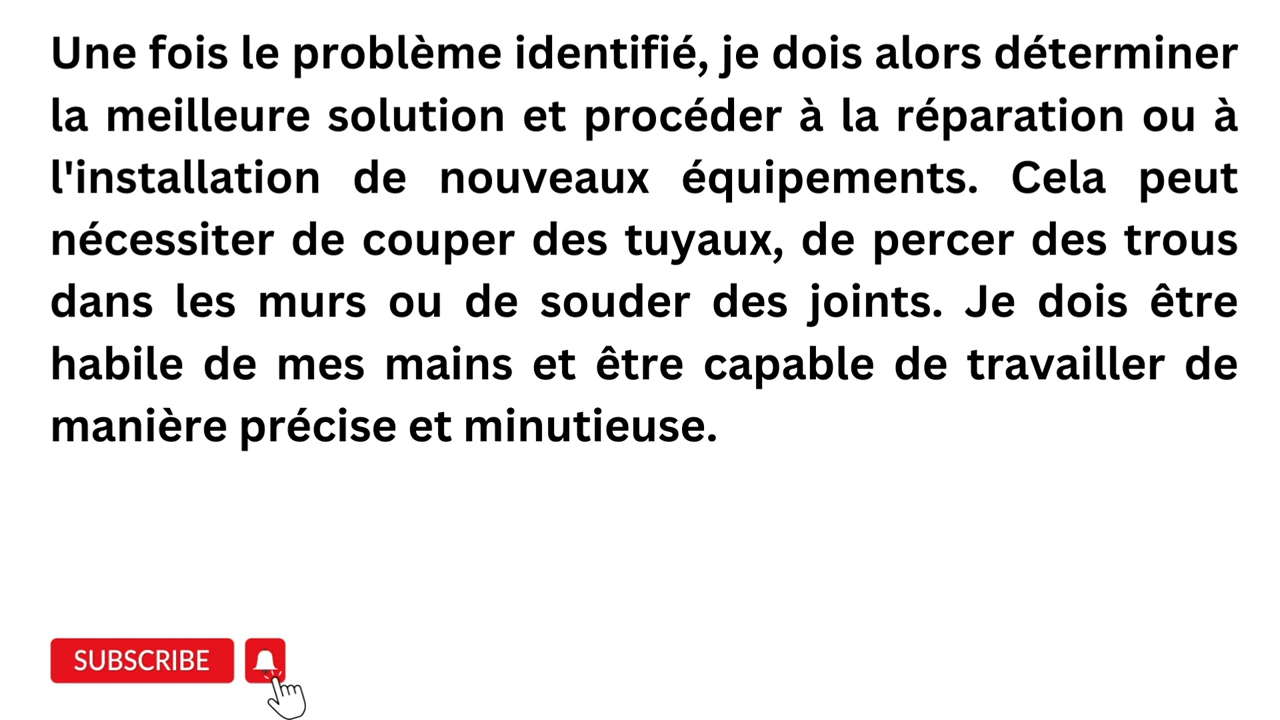 Une fois le problème identifié, je dois alors déterminer
la meilleure solution et procéder à la réparation ou à
l'installation de nouveaux équipements. Cela peut
nécessiter de couper des tuyaux, de percer des trous
dans les murs ou de souder des joints. Je dois être
habile de mes mains et être capable de travailler de
manière précise et minutieuse.
SUBSCRIBE